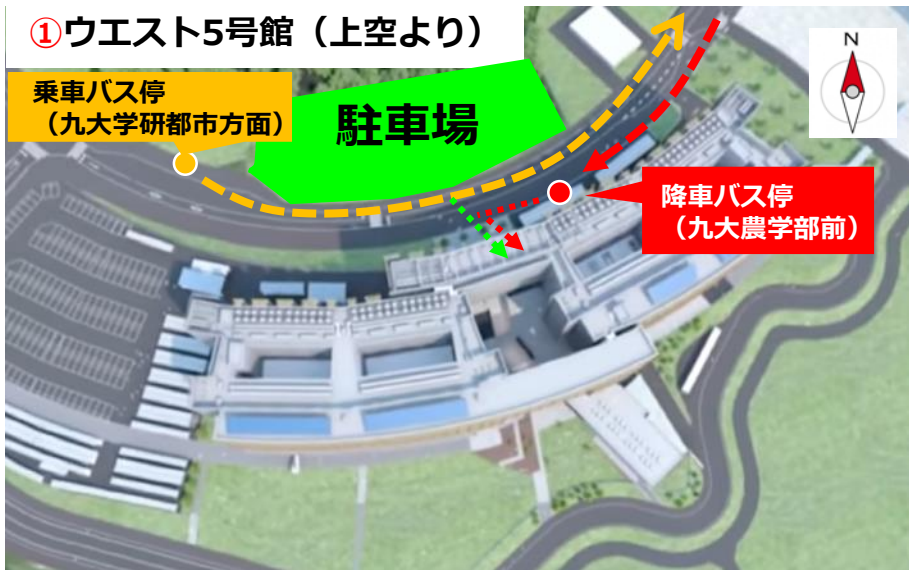 ①ウエスト5号館（上空より）
N
乗車バス停
（九大学研都市方面）
駐車場
降車バス停
（九大農学部前）